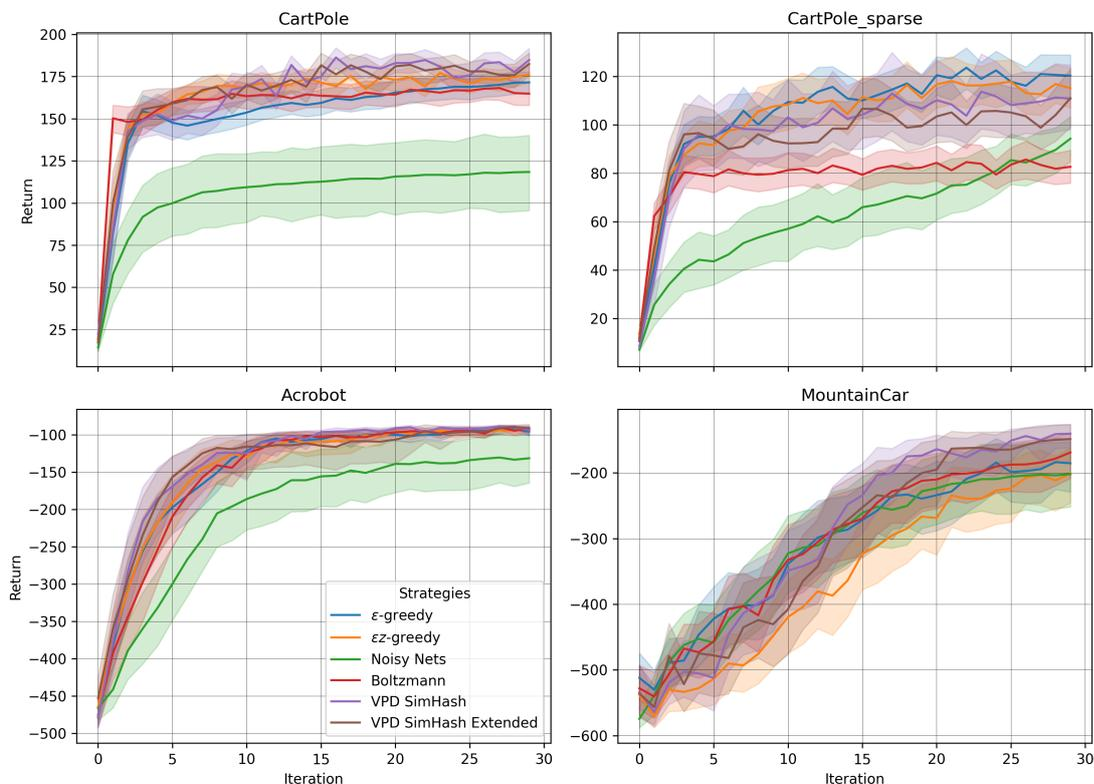 CartPole
CartPole_sparse
200
175
150
125
100
75
50
25
Return
120
100
80
60
40
20
Acrobot
MountainCar
−100
−150
−200
−250
−300
−350
−400
−450
−500
Return
−200
−300
−400
−500
−600
Strategies
ε-greedy
εz-greedy
Noisy Nets
Boltzmann
VPD SimHash
VPD SimHash Extended
0 5 10 15 20 25 30
0 5 10 15 20 25 30
Iteration
Iteration